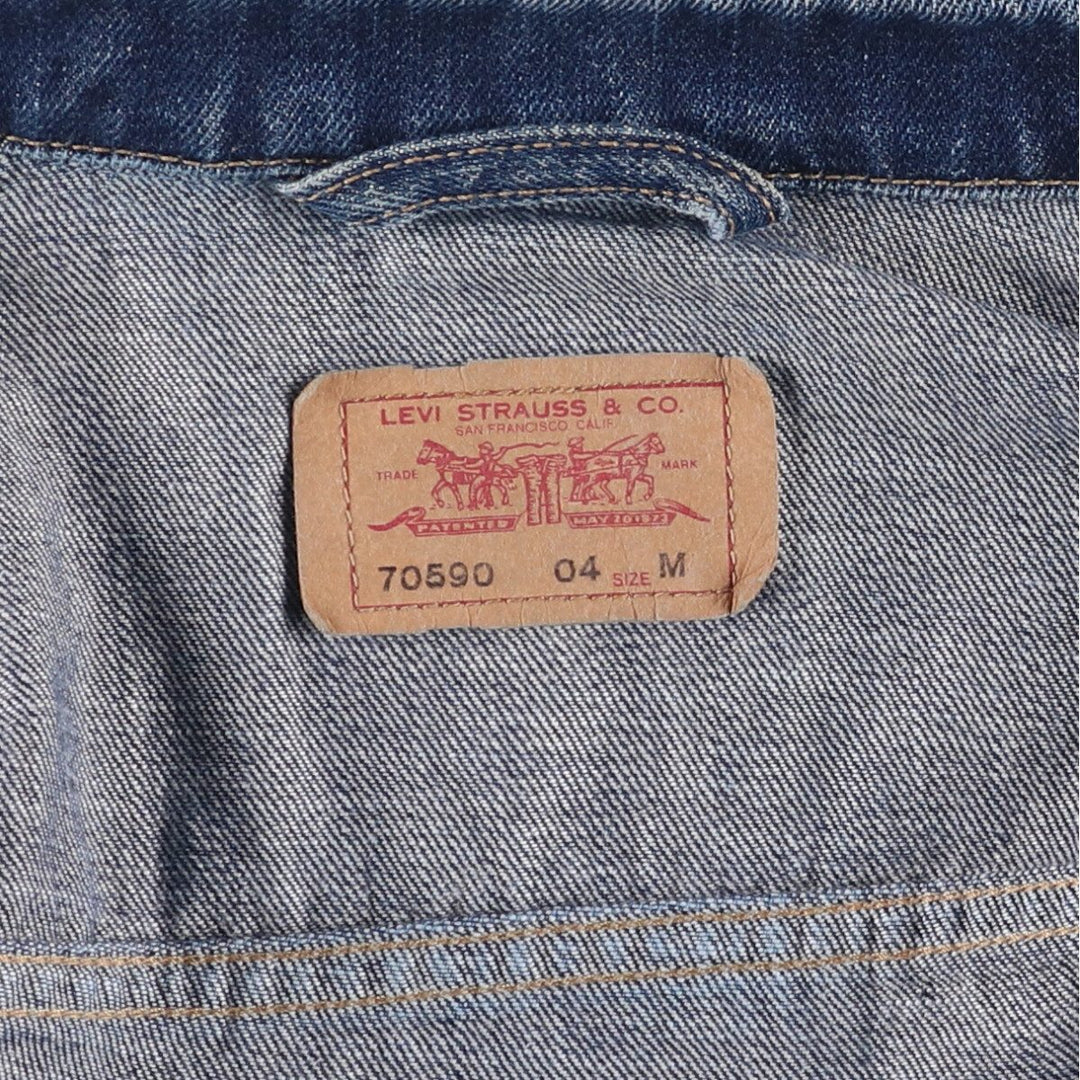 LEVI STRAUSS & CO.
SAN FRANCISCO CALIF.
TRADE MARK
PATENTED MAY 20 1873
70590 04 SIZE M